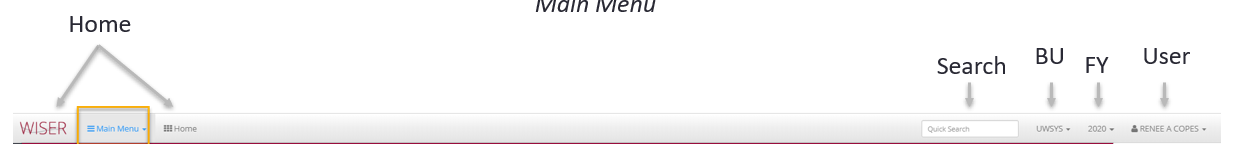 Main Menu
Home
Search BU FY User
WISER Main Menu Home Quick Search UWSYS 2020 RENEE A COPES